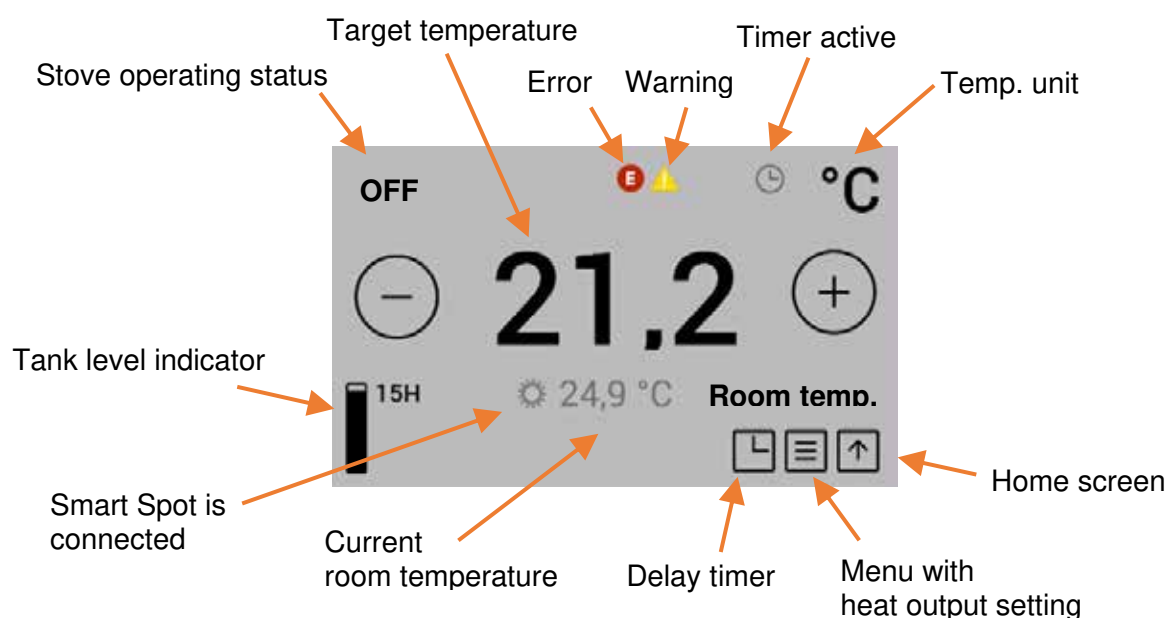 Target temperature
Timer active
Stove operating status
Error
Warning
Temp. unit
OFF
E
!
°C
−
21,2
+
Tank level indicator
15H
24,9 °C
Room temp.
Home screen
Smart Spot is
connected
Current
room temperature
Delay timer
Menu with
heat output setting